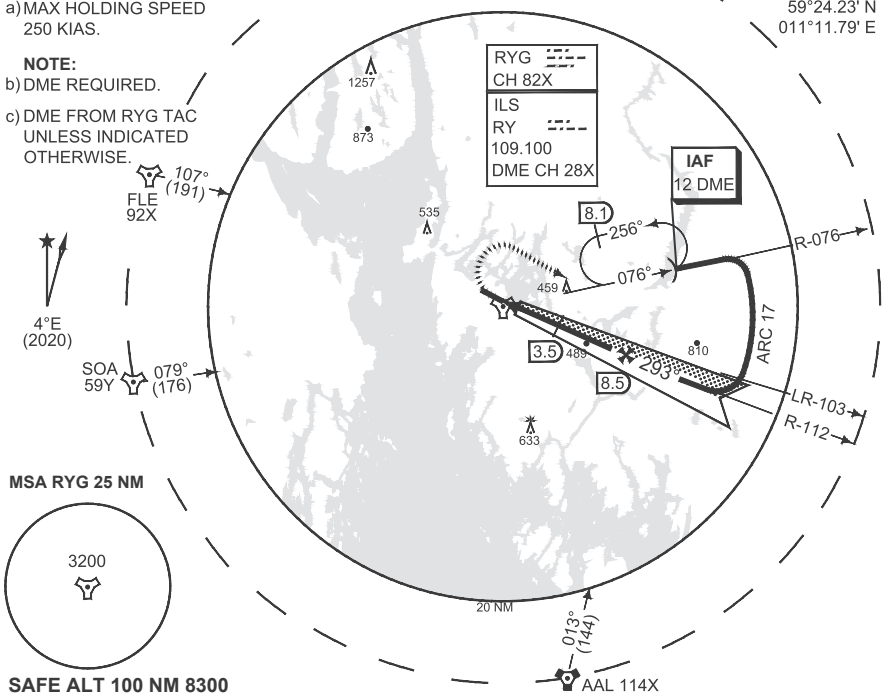 a) MAX HOLDING SPEED
250 KIAS.
NOTE:
b) DME REQUIRED.
c) DME FROM RYG TAC
UNLESS INDICATED
OTHERWISE.
59°24.23' N
011°11.79' E
RYG
CH 82X
ILS
RY
109.100
DME CH 28X
IAF
12 DME
1257
873
107°
(191)
FLE
92X
535
8.1
256°
R-076
076°
459
4°E
(2020)
ARC 17
SOA
59Y
079°
(176)
3.5
489
810
293°
8.5
LR-103
R-112
633
MSA RYG 25 NM
3200
20 NM
013°
(144)
SAFE ALT 100 NM 8300
AAL 114X